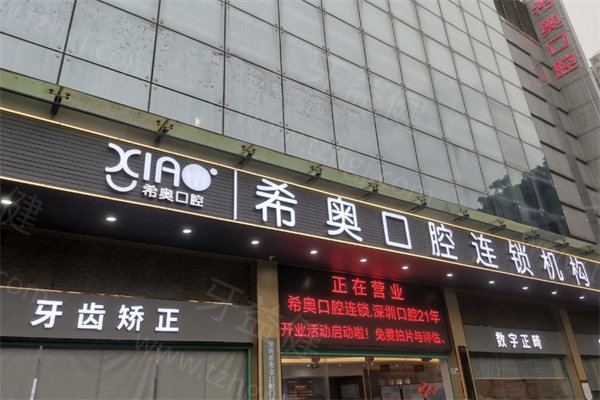 希奥口腔
XIAO
希奥口腔
希奥口腔连锁机构
正在营业
希奥口腔连锁,深圳口腔21年
开业活动启动啦!免费拍片与评估、
牙齿矫正
数字正畸